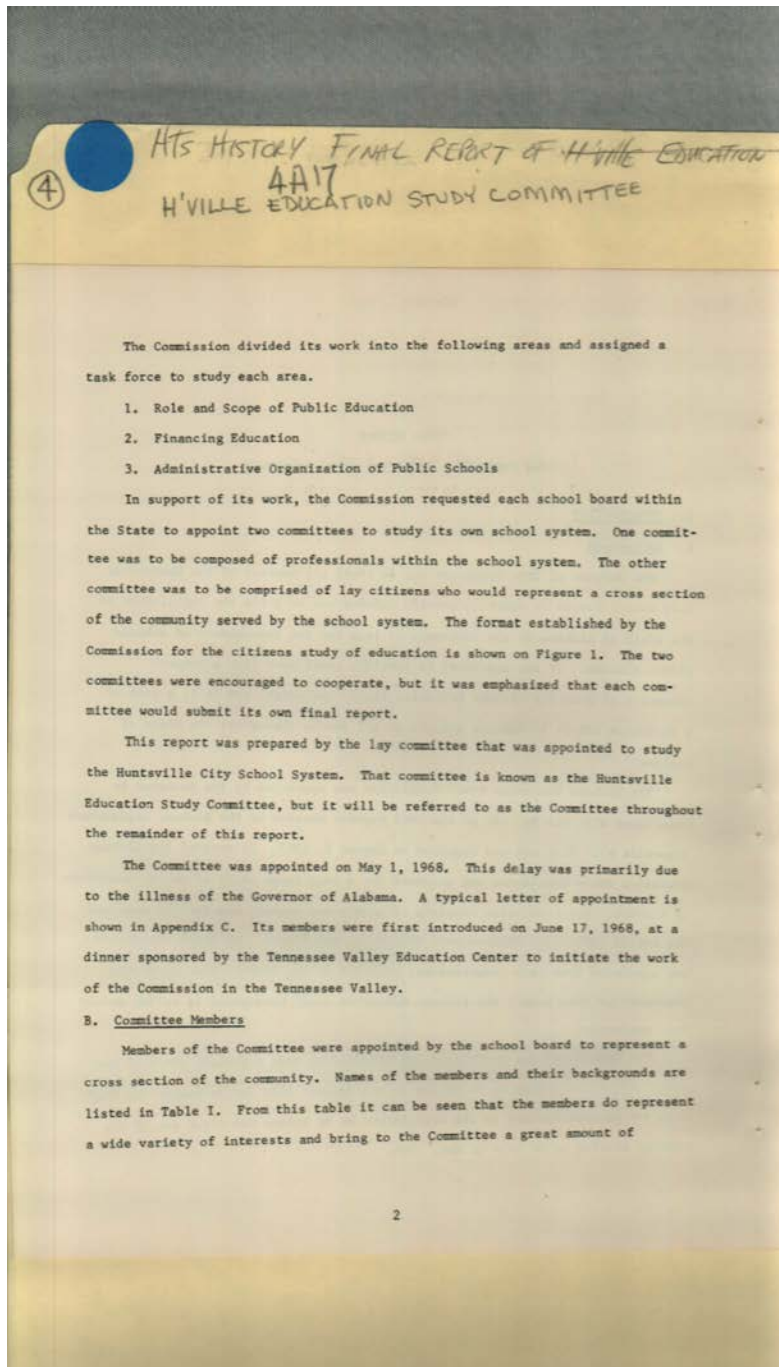 HTS HISTORY FINAL REPORT OF H'VILLE EDUCATION
4A17
④
H'VILLE EDUCATION STUDY COMMITTEE
The Commission divided its work into the following areas and assigned a
task force to study each area.
1. Role and Scope of Public Education
2. Financing Education
3. Administrative Organization of Public Schools
In support of its work, the Commission requested each school board within
the State to appoint two committees to study its own school system. One commit-
tee was to be composed of professionals within the school system. The other
committee was to be comprised of lay citizens who would represent a cross section
of the community served by the school system. The format established by the
Commission for the citizens study of education is shown on Figure 1. The two
committees were encouraged to cooperate, but it was emphasized that each com-
mittee would submit its own final report.
This report was prepared by the lay committee that was appointed to study
the Huntsville City School System. That committee is known as the Huntsville
Education Study Committee, but it will be referred to as the Committee throughout
the remainder of this report.
The Committee was appointed on May 1, 1968. This delay was primarily due
to the illness of the Governor of Alabama. A typical letter of appointment is
shown in Appendix C. Its members were first introduced on June 17, 1968, at a
dinner sponsored by the Tennessee Valley Education Center to initiate the work
of the Commission in the Tennessee Valley.
B. Committee Members
Members of the Committee were appointed by the school board to represent a
cross section of the community. Names of the members and their backgrounds are
listed in Table I. From this table it can be seen that the members do represent
a wide variety of interests and bring to the Committee a great amount of
2